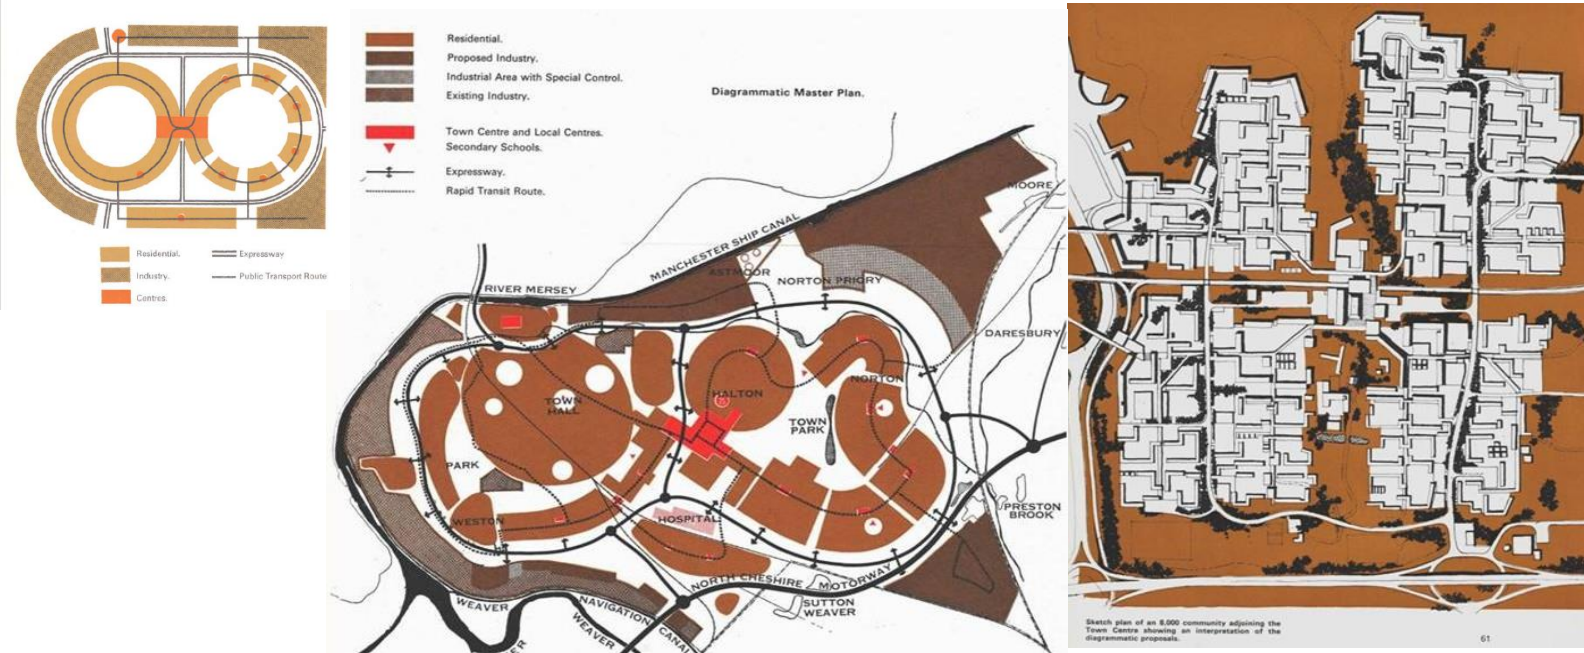 Residential.
Industry.
Centres.
Expressway
Public Transport Route
Residential.
Proposed Industry.
Industrial Area with Special Control.
Existing Industry.
Town Centre and Local Centres.
Secondary Schools.
Expressway.
Rapid Transit Route.
Diagrammatic Master Plan.
MOORE
MANCHESTER SHIP CANAL
ASTMOOR
NORTON PRIORY
RIVER MERSEY
DARESBURY
NORTON
HALTON
TOWN
HALL
TOWN
PARK
PARK
WESTON
HOSPITAL
PRESTON
BROOK
NORTH CHESHIRE MOTORWAY
SUTTON
WEAVER
WEAVER NAVIGATION CANAL
WEAVER
ER
Sketch plan of an 8,000 community adjoining the
Town Centre showing an interpretation of the
diagrammatic proposals.
61